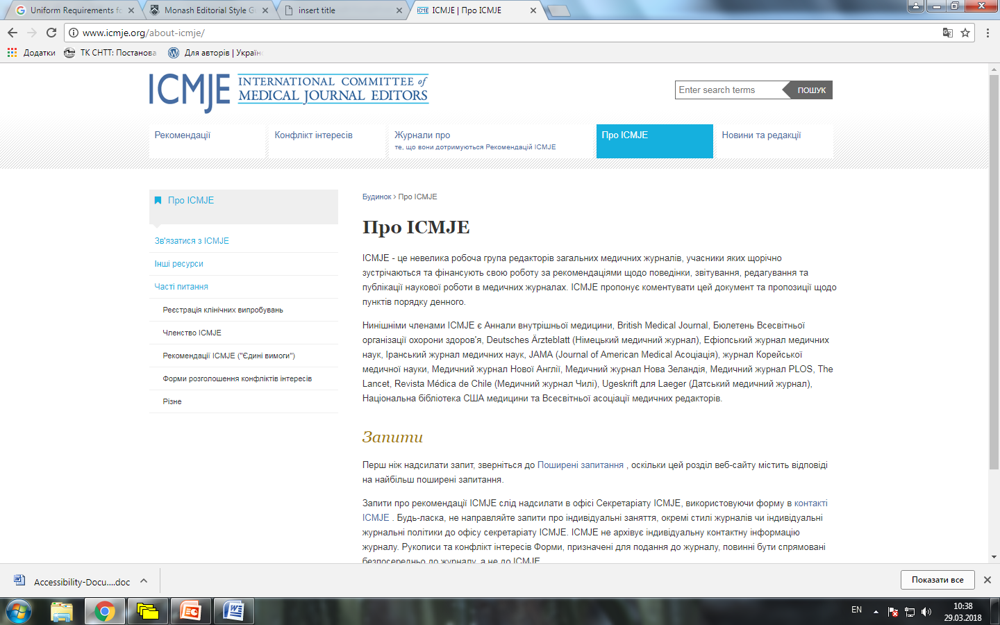 Uniform Requirements fo
Monash Editorial Style G
insert title
ICMJE | Про ICMJE
www.icmje.org/about-icmje/
Додатки
ТК СНТТ: Постанова
Для авторів | Україн
ICMJE INTERNATIONAL COMMITTEE of
MEDICAL JOURNAL EDITORS
Enter search terms
ПОШУК
Рекомендації
Конфлікт інтересів
Журнали про
те, що вони дотримуються Рекомендацій ICMJE
Про ICMJE
Новини та редакції
Про ICMJE
Зв'язатися з ICMJE
Інші ресурси
Часті питання
Реєстрація клінічних випробувань
Членство ICMJE
Рекомендації ICMJE ("Єдині вимоги")
Форми розголошення конфліктів інтересів
Різне
Будинок > Про ICMJE
Про ICMJE
ICMJE - це невелика робоча група редакторів загальних медичних журналів, учасники яких щорічно
зустрічаються та фінансують свою роботу за рекомендаціями щодо поведінки, звітування, редагування та
публікації наукової роботи в медичних журналах. ICMJE пропонує коментувати цей документ та пропозиції щодо
пунктів порядку денного.
Нинішніми членами ICMJE є Аннали внутрішньої медицини, British Medical Journal, Бюлетень Всесвітньої
організації охорони здоров'я, Deutsches Ärzteblatt (Німецький медичний журнал), Ефіопський журнал медичних
наук, Іранський журнал медичних наук, JAMA (Journal of American Medical Асоціація), журнал Корейської
медичної науки, Медичний журнал Нової Англії, Медичний журнал Нова Зеландія, Медичний журнал PLOS, The
Lancet, Revista Médica de Chile (Медичний журнал Чилі), Ugeskrift для Laeger (Датський медичний журнал),
Національна бібліотека США медицини та Всесвітньої асоціації медичних редакторів.
Запити
Перш ніж надсилати запит, зверніться до Поширені запитання , оскільки цей розділ веб-сайту містить відповіді
на найбільш поширені запитання.
Запити про рекомендації ICMJE слід надсилати в офісі Секретаріату ICMJE, використовуючи форму в контакті
ICMJE . Будь-ласка, не направляйте запити про індивідуальні заняття, окремі стилі журналів чи індивідуальні
журнальні політики до офісу секретаріату ICMJE. ICMJE не архівує індивідуальну контактну інформацію
журналу. Рукописи та конфлікт інтересів Форми, призначені для подання до журналу, повинні бути спрямовані
безпосередньо до журналу, а не до ICMJE
Accessibility-Docu....doc
Показати все
EN
10:38
29.03.2018